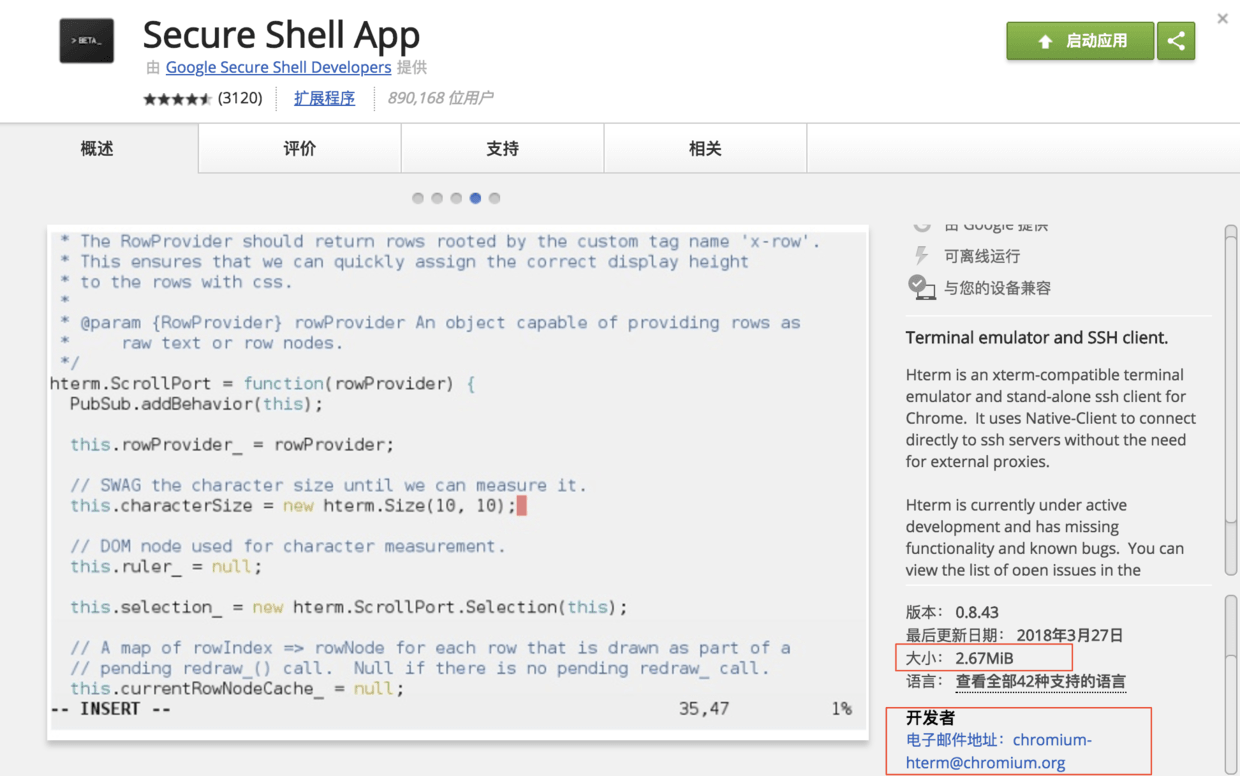 >BETA_
Secure Shell App
由 Google Secure Shell Developers 提供
(3120)
扩展程序
890,168 位用户
启动应用
概述
评价
支持
相关
* The RowProvider should return rows rooted by the custom tag name 'x-row'.
* This ensures that we can quickly assign the correct display height
* to the rows with css.
*
* @param {RowProvider} rowProvider An object capable of providing rows as
*     raw text or row nodes.
*/
hterm.ScrollPort = function(rowProvider) {
  PubSub.addBehavior(this);
  this.rowProvider_ = rowProvider;
  // SWAG the character size until we can measure it.
  this.characterSize = new hterm.Size(10, 10);
  // DOM node used for character measurement.
  this.ruler_ = null;
  this.selection_ = new hterm.ScrollPort.Selection(this);
  // A map of rowIndex => rowNode for each row that is drawn as part of a
  // pending redraw_() call.  Null if there is no pending redraw_ call.
  this.currentRowNodeCache_ = null;
-- INSERT -- 35,47 1%
由 Google 提供
可离线运行
与您的设备兼容
Terminal emulator and SSH client.
Hterm is an xterm-compatible terminal
emulator and stand-alone ssh client for
Chrome.  It uses Native-Client to connect
directly to ssh servers without the need
for external proxies.
Hterm is currently under active
development and has missing
functionality and known bugs.  You can
view the list of open issues in the
版本： 0.8.43
最后更新日期： 2018年3月27日
大小： 2.67MiB
语言： 查看全部42种支持的语言
开发者
电子邮件地址：chromium-
hterm@chromium.org